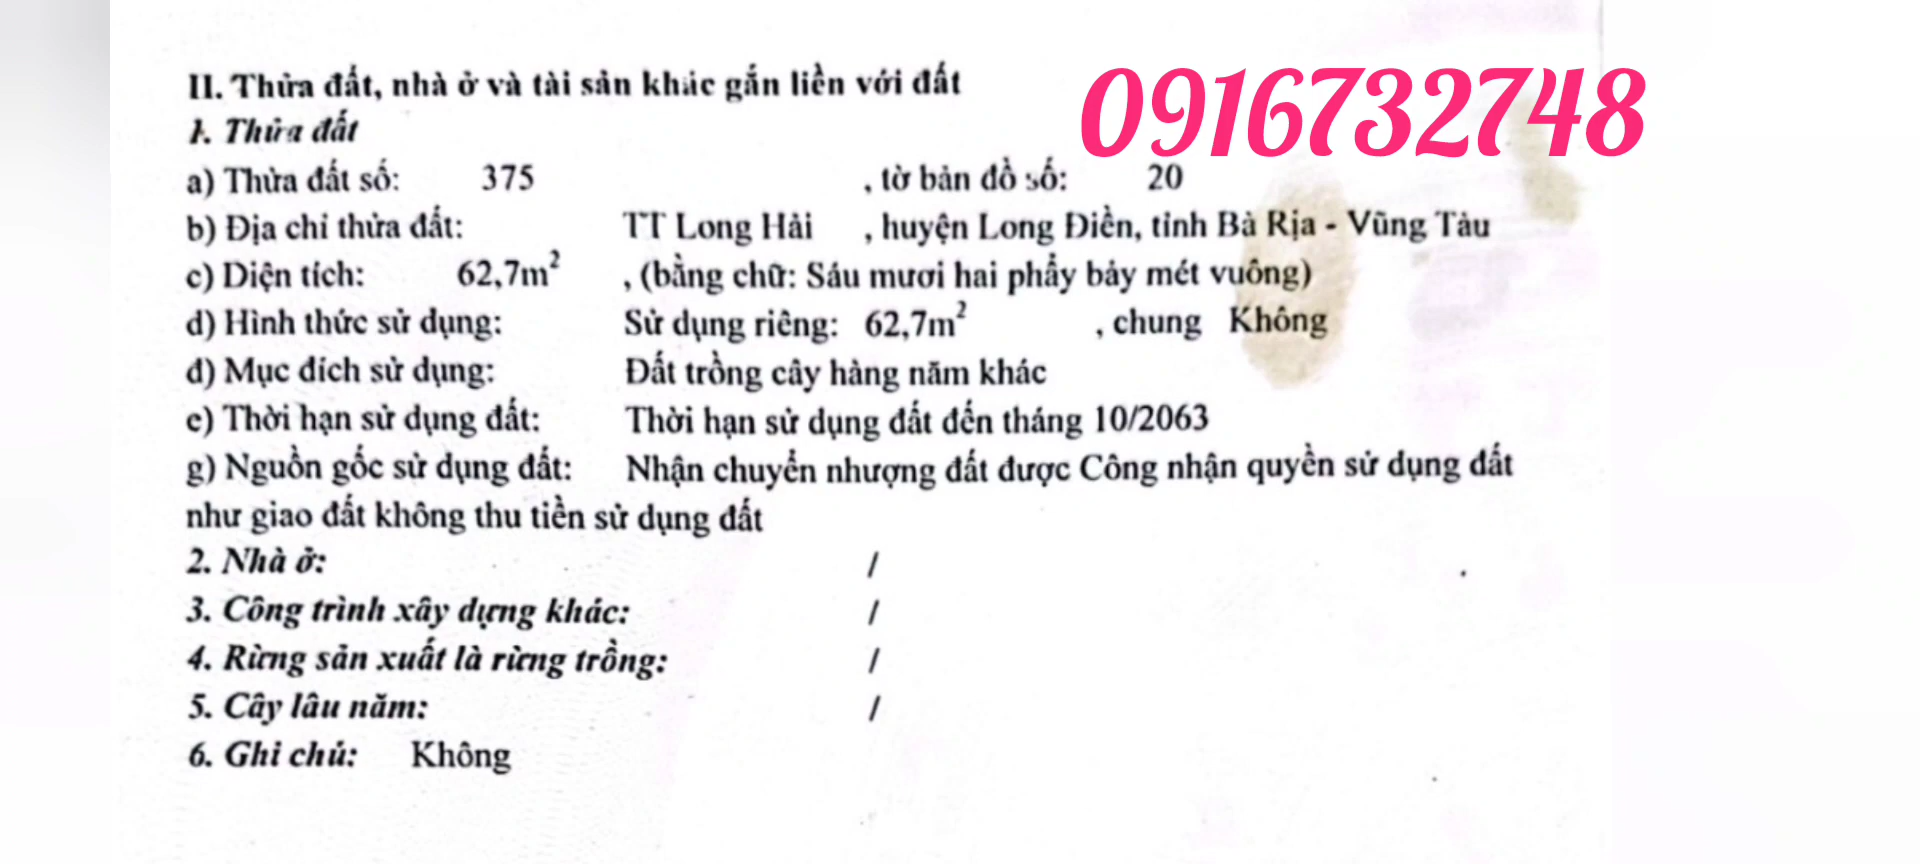 0916732748
II. Thửa đất, nhà ở và tài sản khác gắn liền với đất
1. Thửa đất
a) Thửa đất số: 375 , tờ bản đồ số: 20
b) Địa chỉ thửa đất: TT Long Hải , huyện Long Điền, tỉnh Bà Rịa - Vũng Tàu
c) Diện tích: 62,7m² , (bằng chữ: Sáu mươi hai phẩy bảy mét vuông)
d) Hình thức sử dụng: Sử dụng riêng: 62,7m² , chung Không
đ) Mục đích sử dụng: Đất trồng cây hàng năm khác
e) Thời hạn sử dụng đất: Thời hạn sử dụng đất đến tháng 10/2063
g) Nguồn gốc sử dụng đất: Nhận chuyển nhượng đất được Công nhận quyền sử dụng đất
như giao đất không thu tiền sử dụng đất
2. Nhà ở: /
3. Công trình xây dựng khác: /
4. Rừng sản xuất là rừng trồng: /
5. Cây lâu năm: /
6. Ghi chú: Không